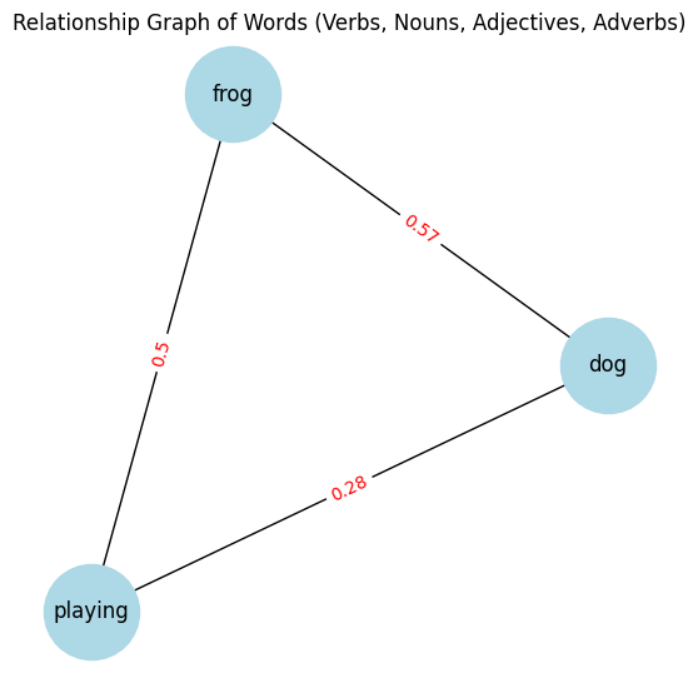 Relationship Graph of Words (Verbs, Nouns, Adjectives, Adverbs)
frog
0.57
0.5
dog
0.28
playing